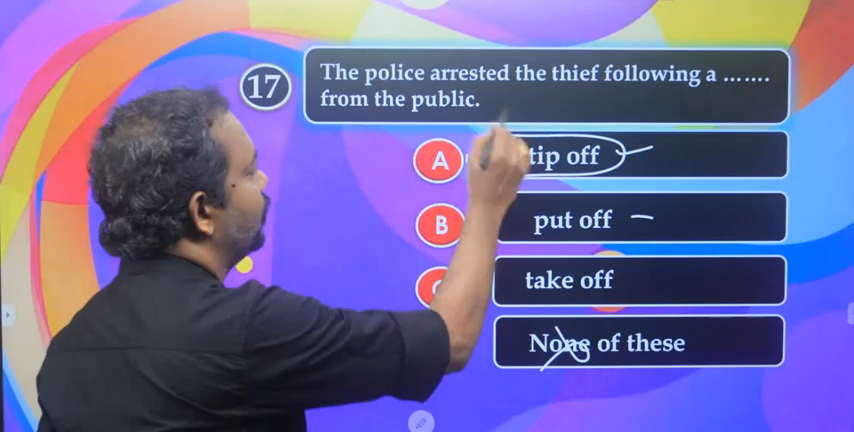 17
The police arrested the thief following a .......
from the public.
A
tip off
B
put off
take off
None of these